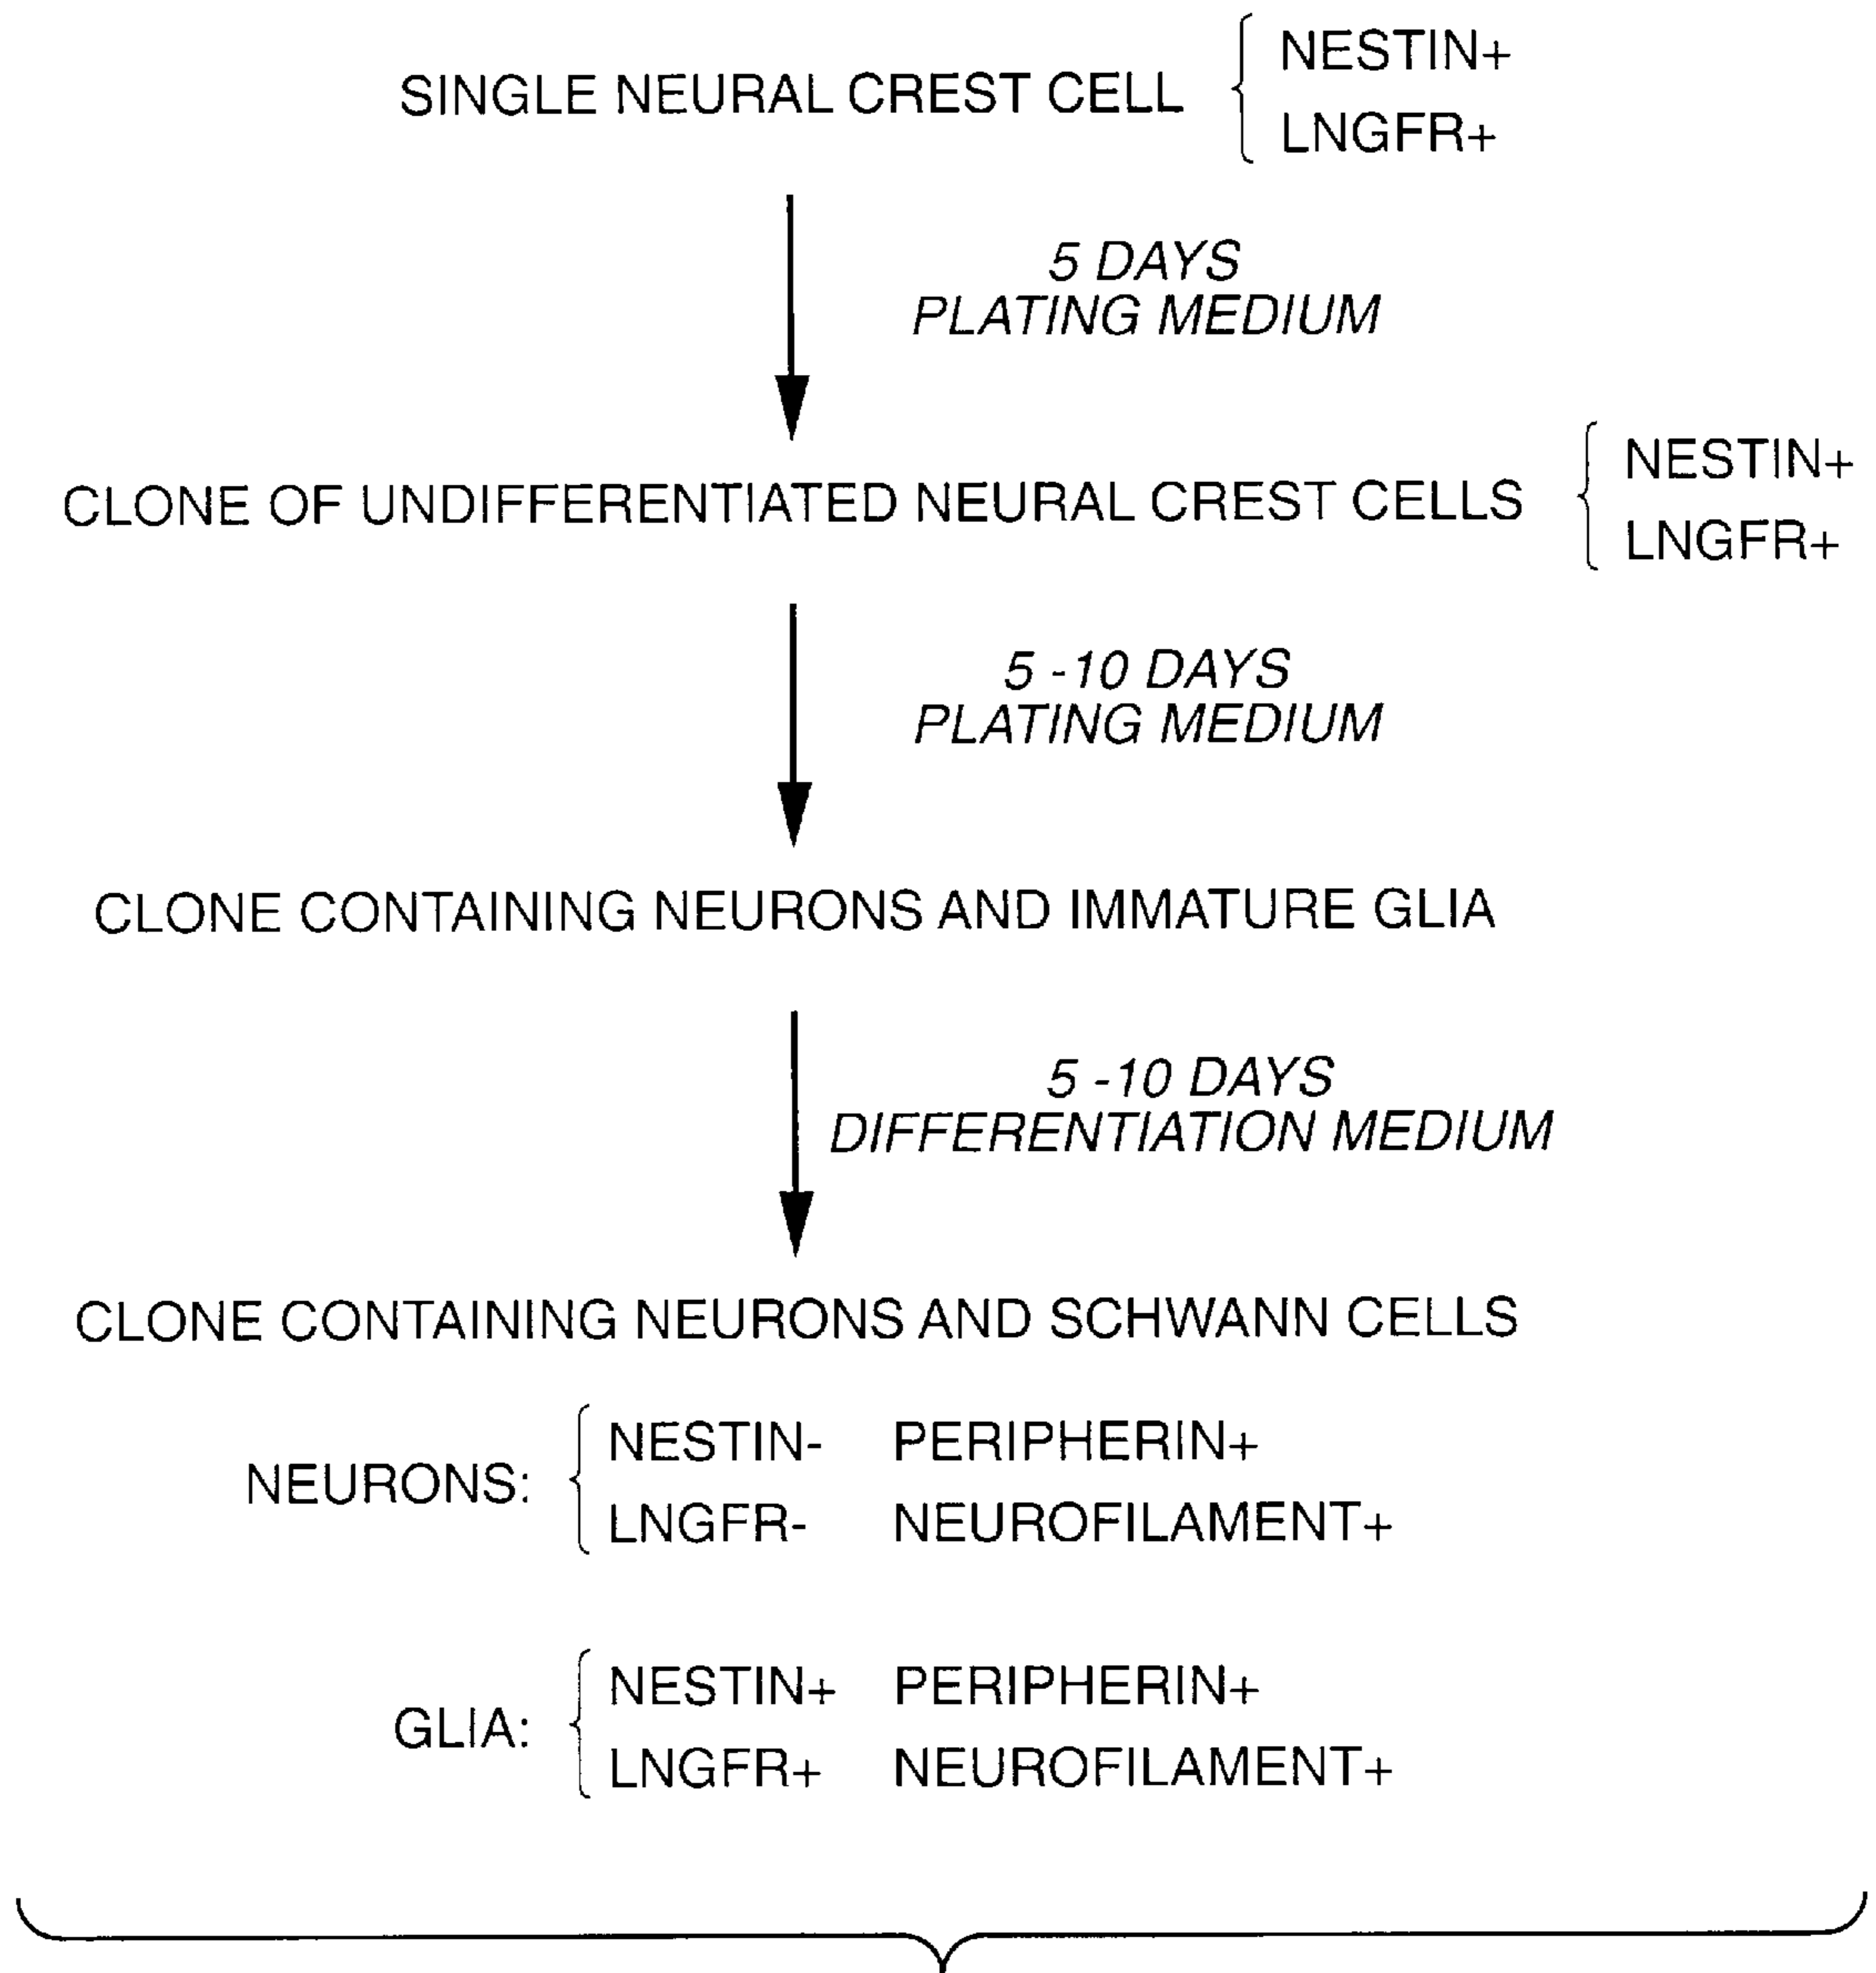 SINGLE NEURAL CREST CELL
NESTIN+
LNGFR+
5 DAYS
PLATING MEDIUM
CLONE OF UNDIFFERENTIATED NEURAL CREST CELLS
NESTIN+
LNGFR+
5 -10 DAYS
PLATING MEDIUM
CLONE CONTAINING NEURONS AND IMMATURE GLIA
5 -10 DAYS
DIFFERENTIATION MEDIUM
CLONE CONTAINING NEURONS AND SCHWANN CELLS
NEURONS:
NESTIN- PERIPHERIN+
LNGFR- NEUROFILAMENT+
GLIA:
NESTIN+ PERIPHERIN+
LNGFR+ NEUROFILAMENT+